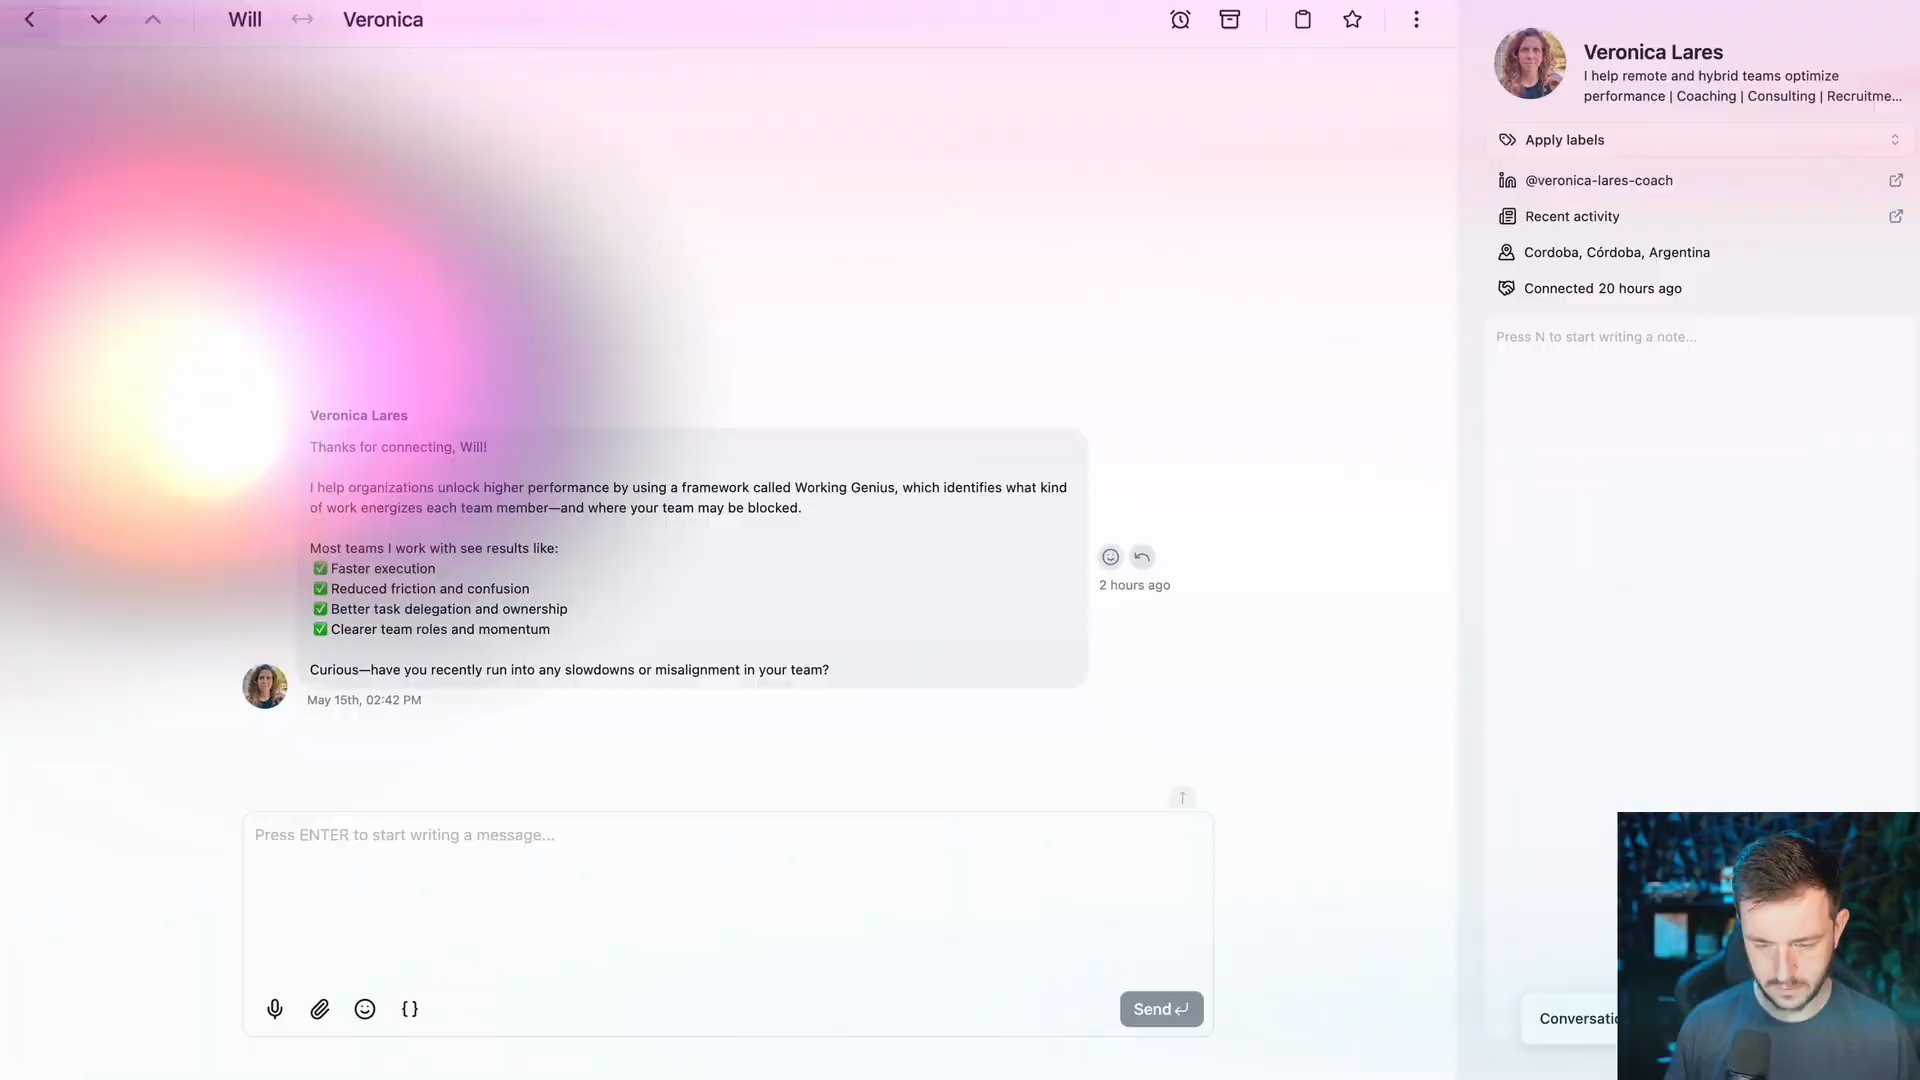 Will
Veronica
Veronica Lares
I help remote and hybrid teams optimize
performance | Coaching | Consulting | Recruitme...
Apply labels
@veronica-lares-coach
Recent activity
Cordoba, Córdoba, Argentina
Connected 20 hours ago
Press N to start writing a note...
Veronica Lares
Thanks for connecting, Will!
I help organizations unlock higher performance by using a framework called Working Genius, which identifies what kind
of work energizes each team member—and where your team may be blocked.
Most teams I work with see results like:
✅ Faster execution
✅ Reduced friction and confusion
✅ Better task delegation and ownership
✅ Clearer team roles and momentum
Curious—have you recently run into any slowdowns or misalignment in your team?
2 hours ago
May 15th, 02:42 PM
Press ENTER to start writing a message...
{ }
Send
Conversatio